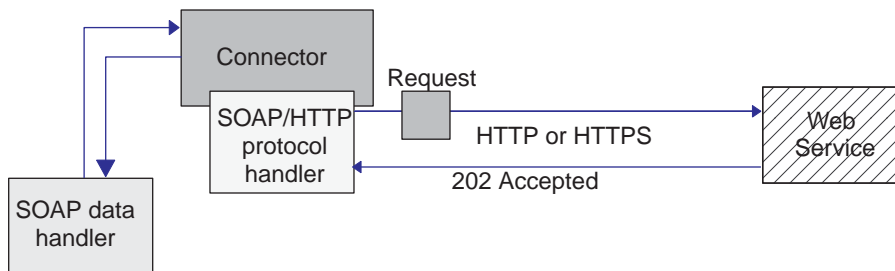 Connector
Request
SOAP/HTTP
protocol
handler
HTTP or HTTPS
202 Accepted
Web
Service
SOAP data
handler